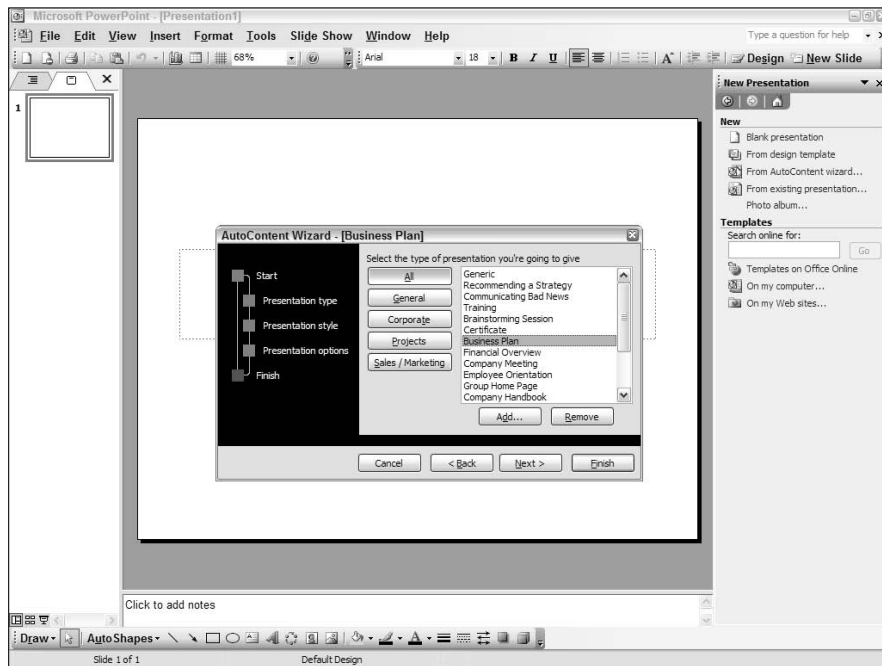 Microsoft PowerPoint - [Presentation1]
File Edit View Insert Format Tools Slide Show Window Help
Type a question for help
68%
Arial
18
B I U
Design New Slide
1
New Presentation
New
Blank presentation
From design template
From AutoContent wizard...
From existing presentation...
Photo album...
Templates
Search online for:
Go
Templates on Office Online
On my computer...
On my Web sites...
AutoContent Wizard - [Business Plan]
Start
Presentation type
Presentation style
Presentation options
Finish
Select the type of presentation you're going to give
All
General
Corporate
Projects
Sales / Marketing
Generic
Recommending a Strategy
Communicating Bad News
Training
Brainstorming Session
Certificate
Business Plan
Financial Overview
Company Meeting
Employee Orientation
Group Home Page
Company Handbook
Add... Remove
Cancel < Back Next > Finish
Click to add notes
Draw AutoShapes
Slide 1 of 1 Default Design